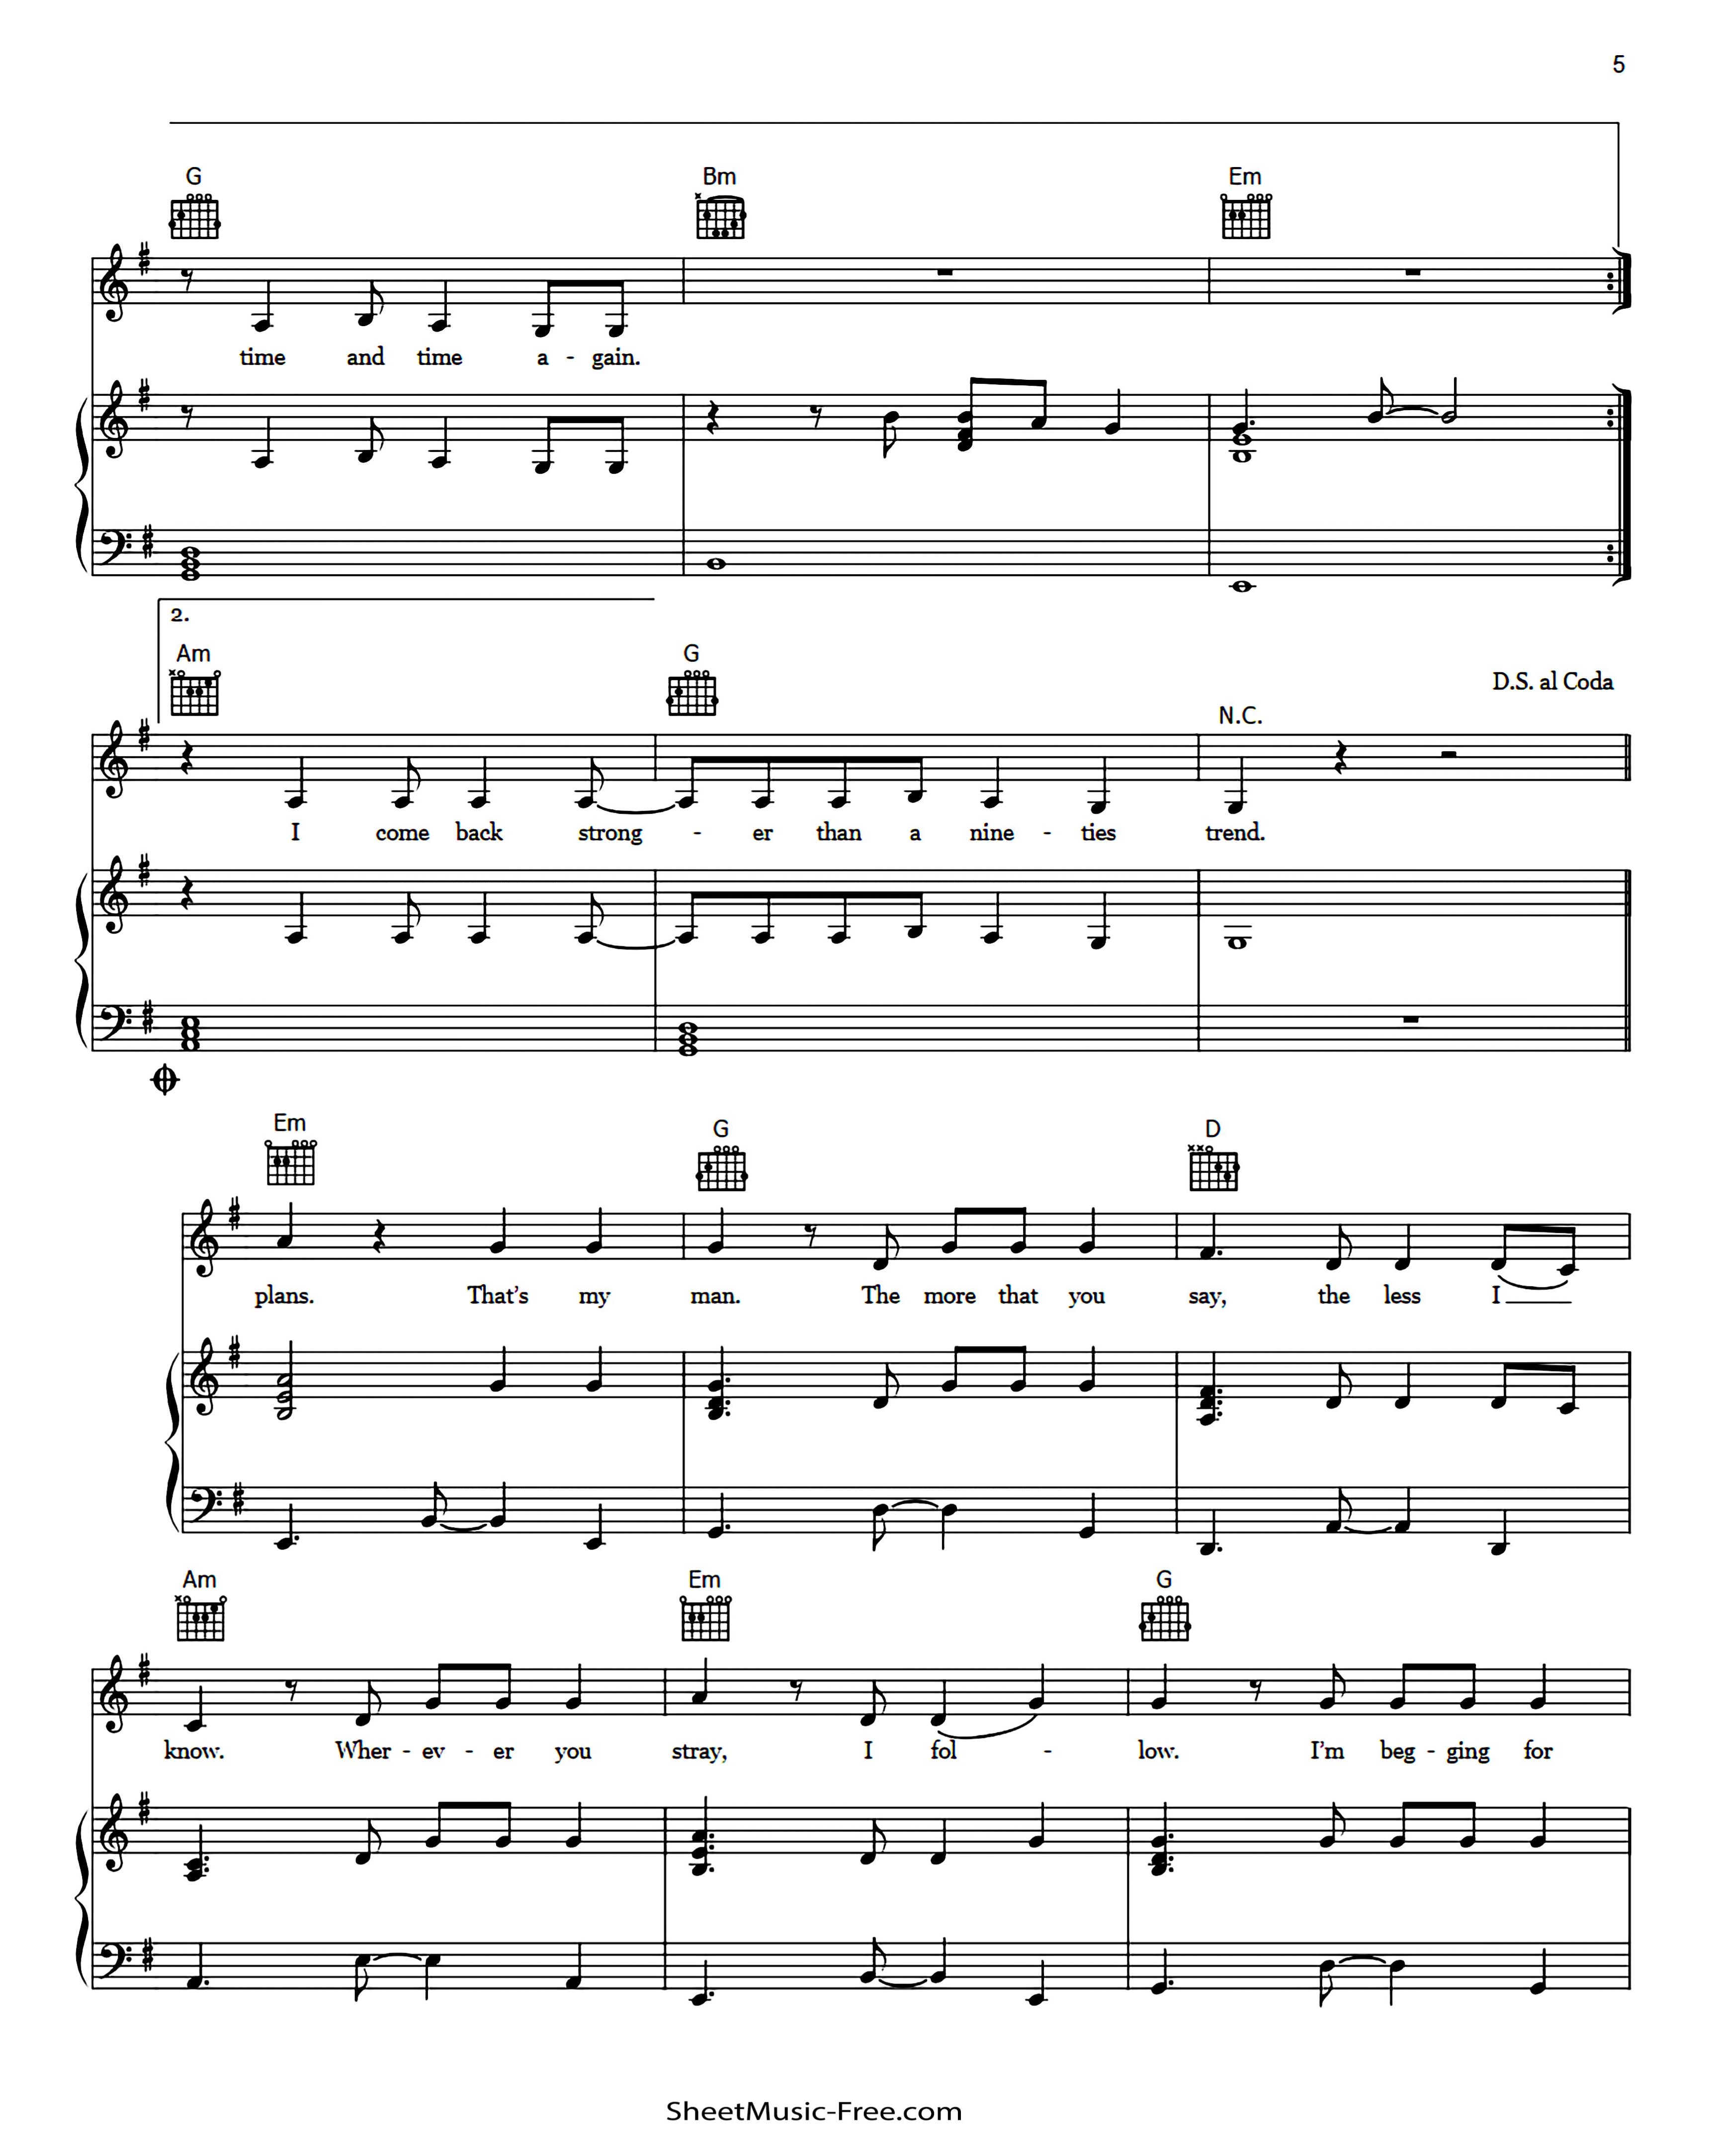 5
G Bm Em
time and time a - gain.
2.
Am G
D.S. al Coda
N.C.
I come back strong - er than a nine - ties trend.
Em G D
plans. That's my man. The more that you say, the less I
Am Em G
know. Wher - ev - er you stray, I fol - low. I'm beg - ging for
SheetMusic-Free.com